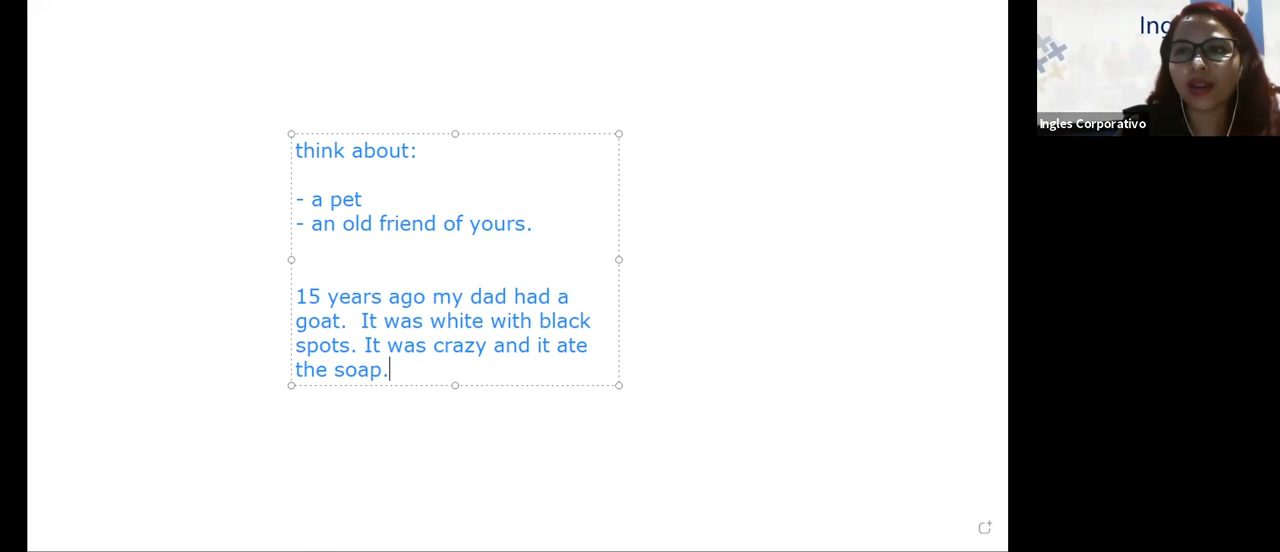 think about:
- a pet
- an old friend of yours.
15 years ago my dad had a
goat.  It was white with black
spots. It was crazy and it ate
the soap.
Ing
Ingles Corporativo